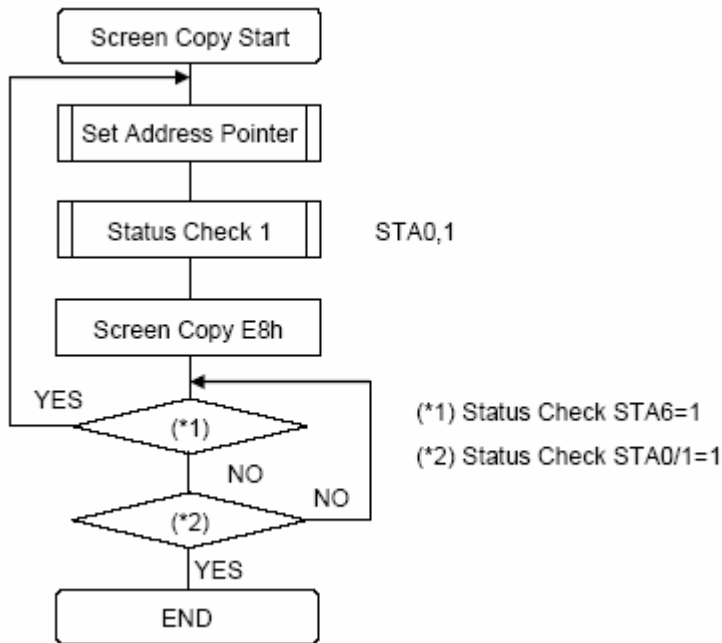 Screen Copy Start
Set Address Pointer
Status Check 1
STA0,1
Screen Copy E8h
YES
(*1)
(*1) Status Check STA6=1
(*2) Status Check STA0/1=1
NO
NO
(*2)
YES
END